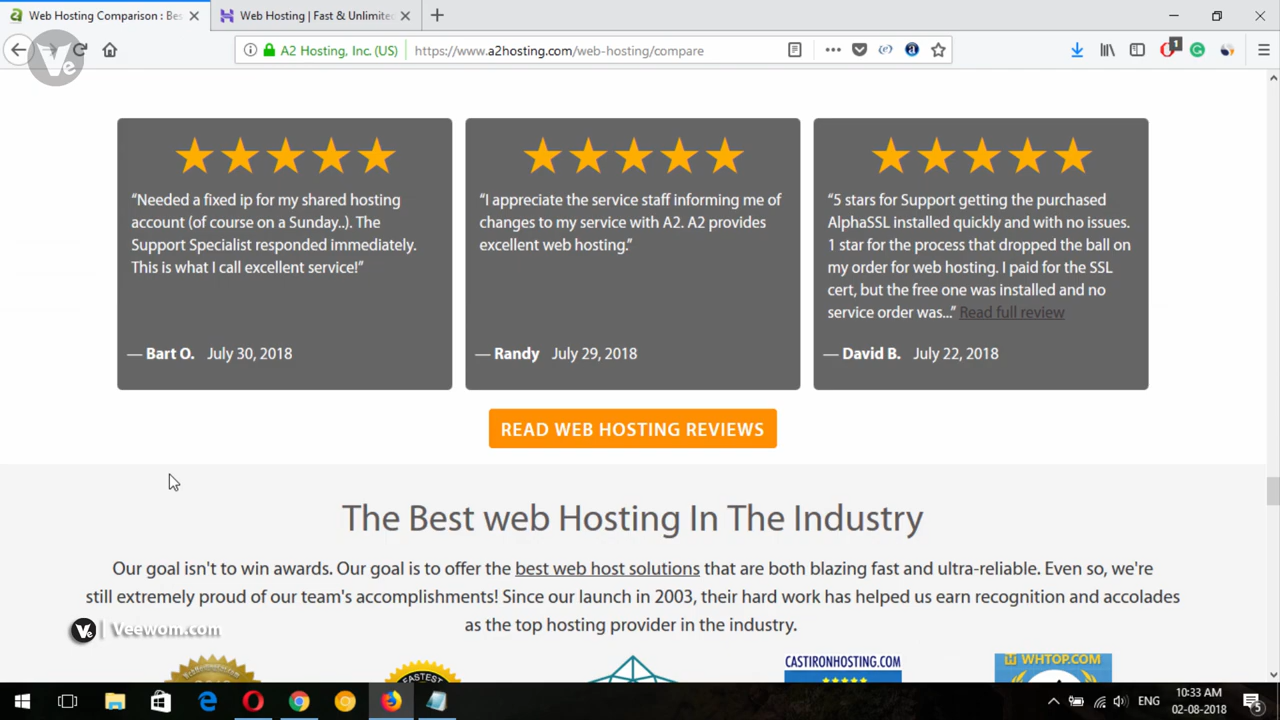 Web Hosting Comparison : Bes
Web Hosting | Fast & Unlimite
Ve
A2 Hosting, Inc. (US)
https://www.a2hosting.com/web-hosting/compare
1
“Needed a fixed ip for my shared hosting
account (of course on a Sunday..). The
Support Specialist responded immediately.
This is what I call excellent service!”
— Bart O. July 30, 2018
“I appreciate the service staff informing me of
changes to my service with A2. A2 provides
excellent web hosting.”
— Randy July 29, 2018
“5 stars for Support getting the purchased
AlphaSSL installed quickly and with no issues.
1 star for the process that dropped the ball on
my order for web hosting. I paid for the SSL
cert, but the free one was installed and no
service order was...” Read full review
— David B. July 22, 2018
READ WEB HOSTING REVIEWS
The Best web Hosting In The Industry
Our goal isn't to win awards. Our goal is to offer the best web host solutions that are both blazing fast and ultra-reliable. Even so, we're
still extremely proud of our team's accomplishments! Since our launch in 2003, their hard work has helped us earn recognition and accolades
as the top hosting provider in the industry.
Ve | Veewom.com
FASTEST
CASTIRONHOSTING.COM
WHTOP.COM
ENG
10:33 AM
02-08-2018
5